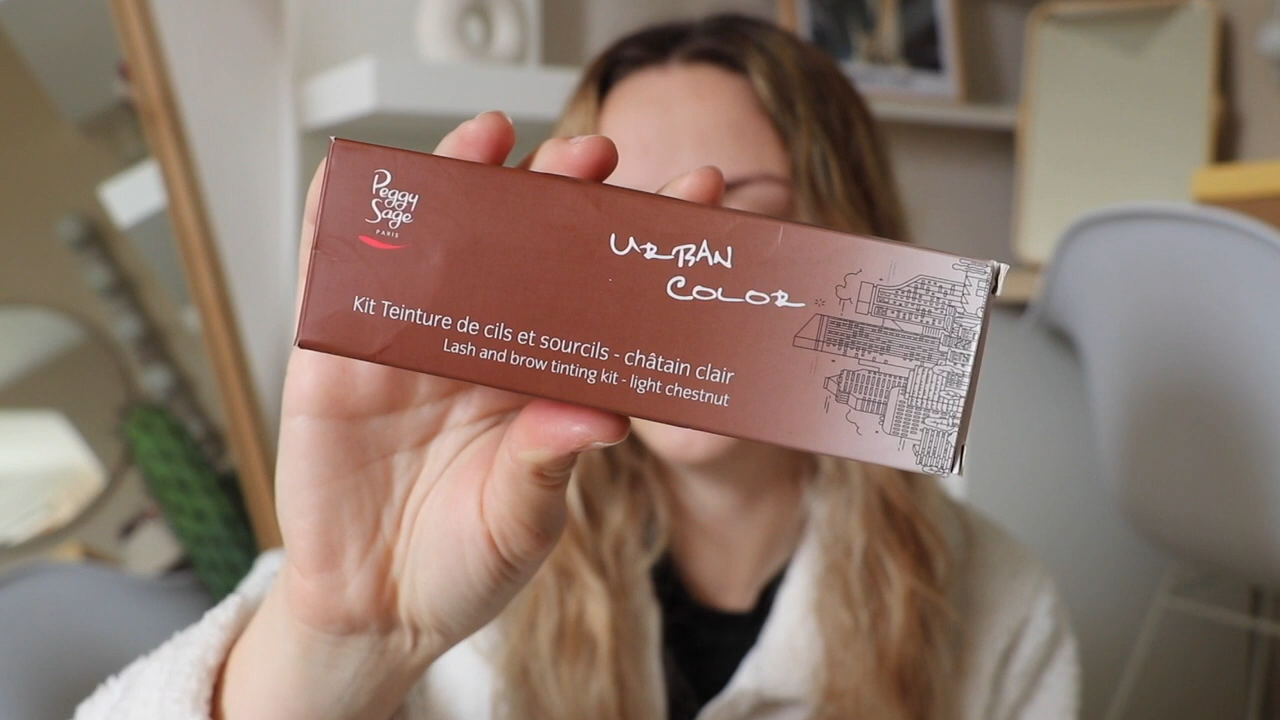 Peggy
Sage
PARIS
URBAN
COLOR
Kit Teinture de cils et sourcils - châtain clair
Lash and brow tinting kit - light chestnut